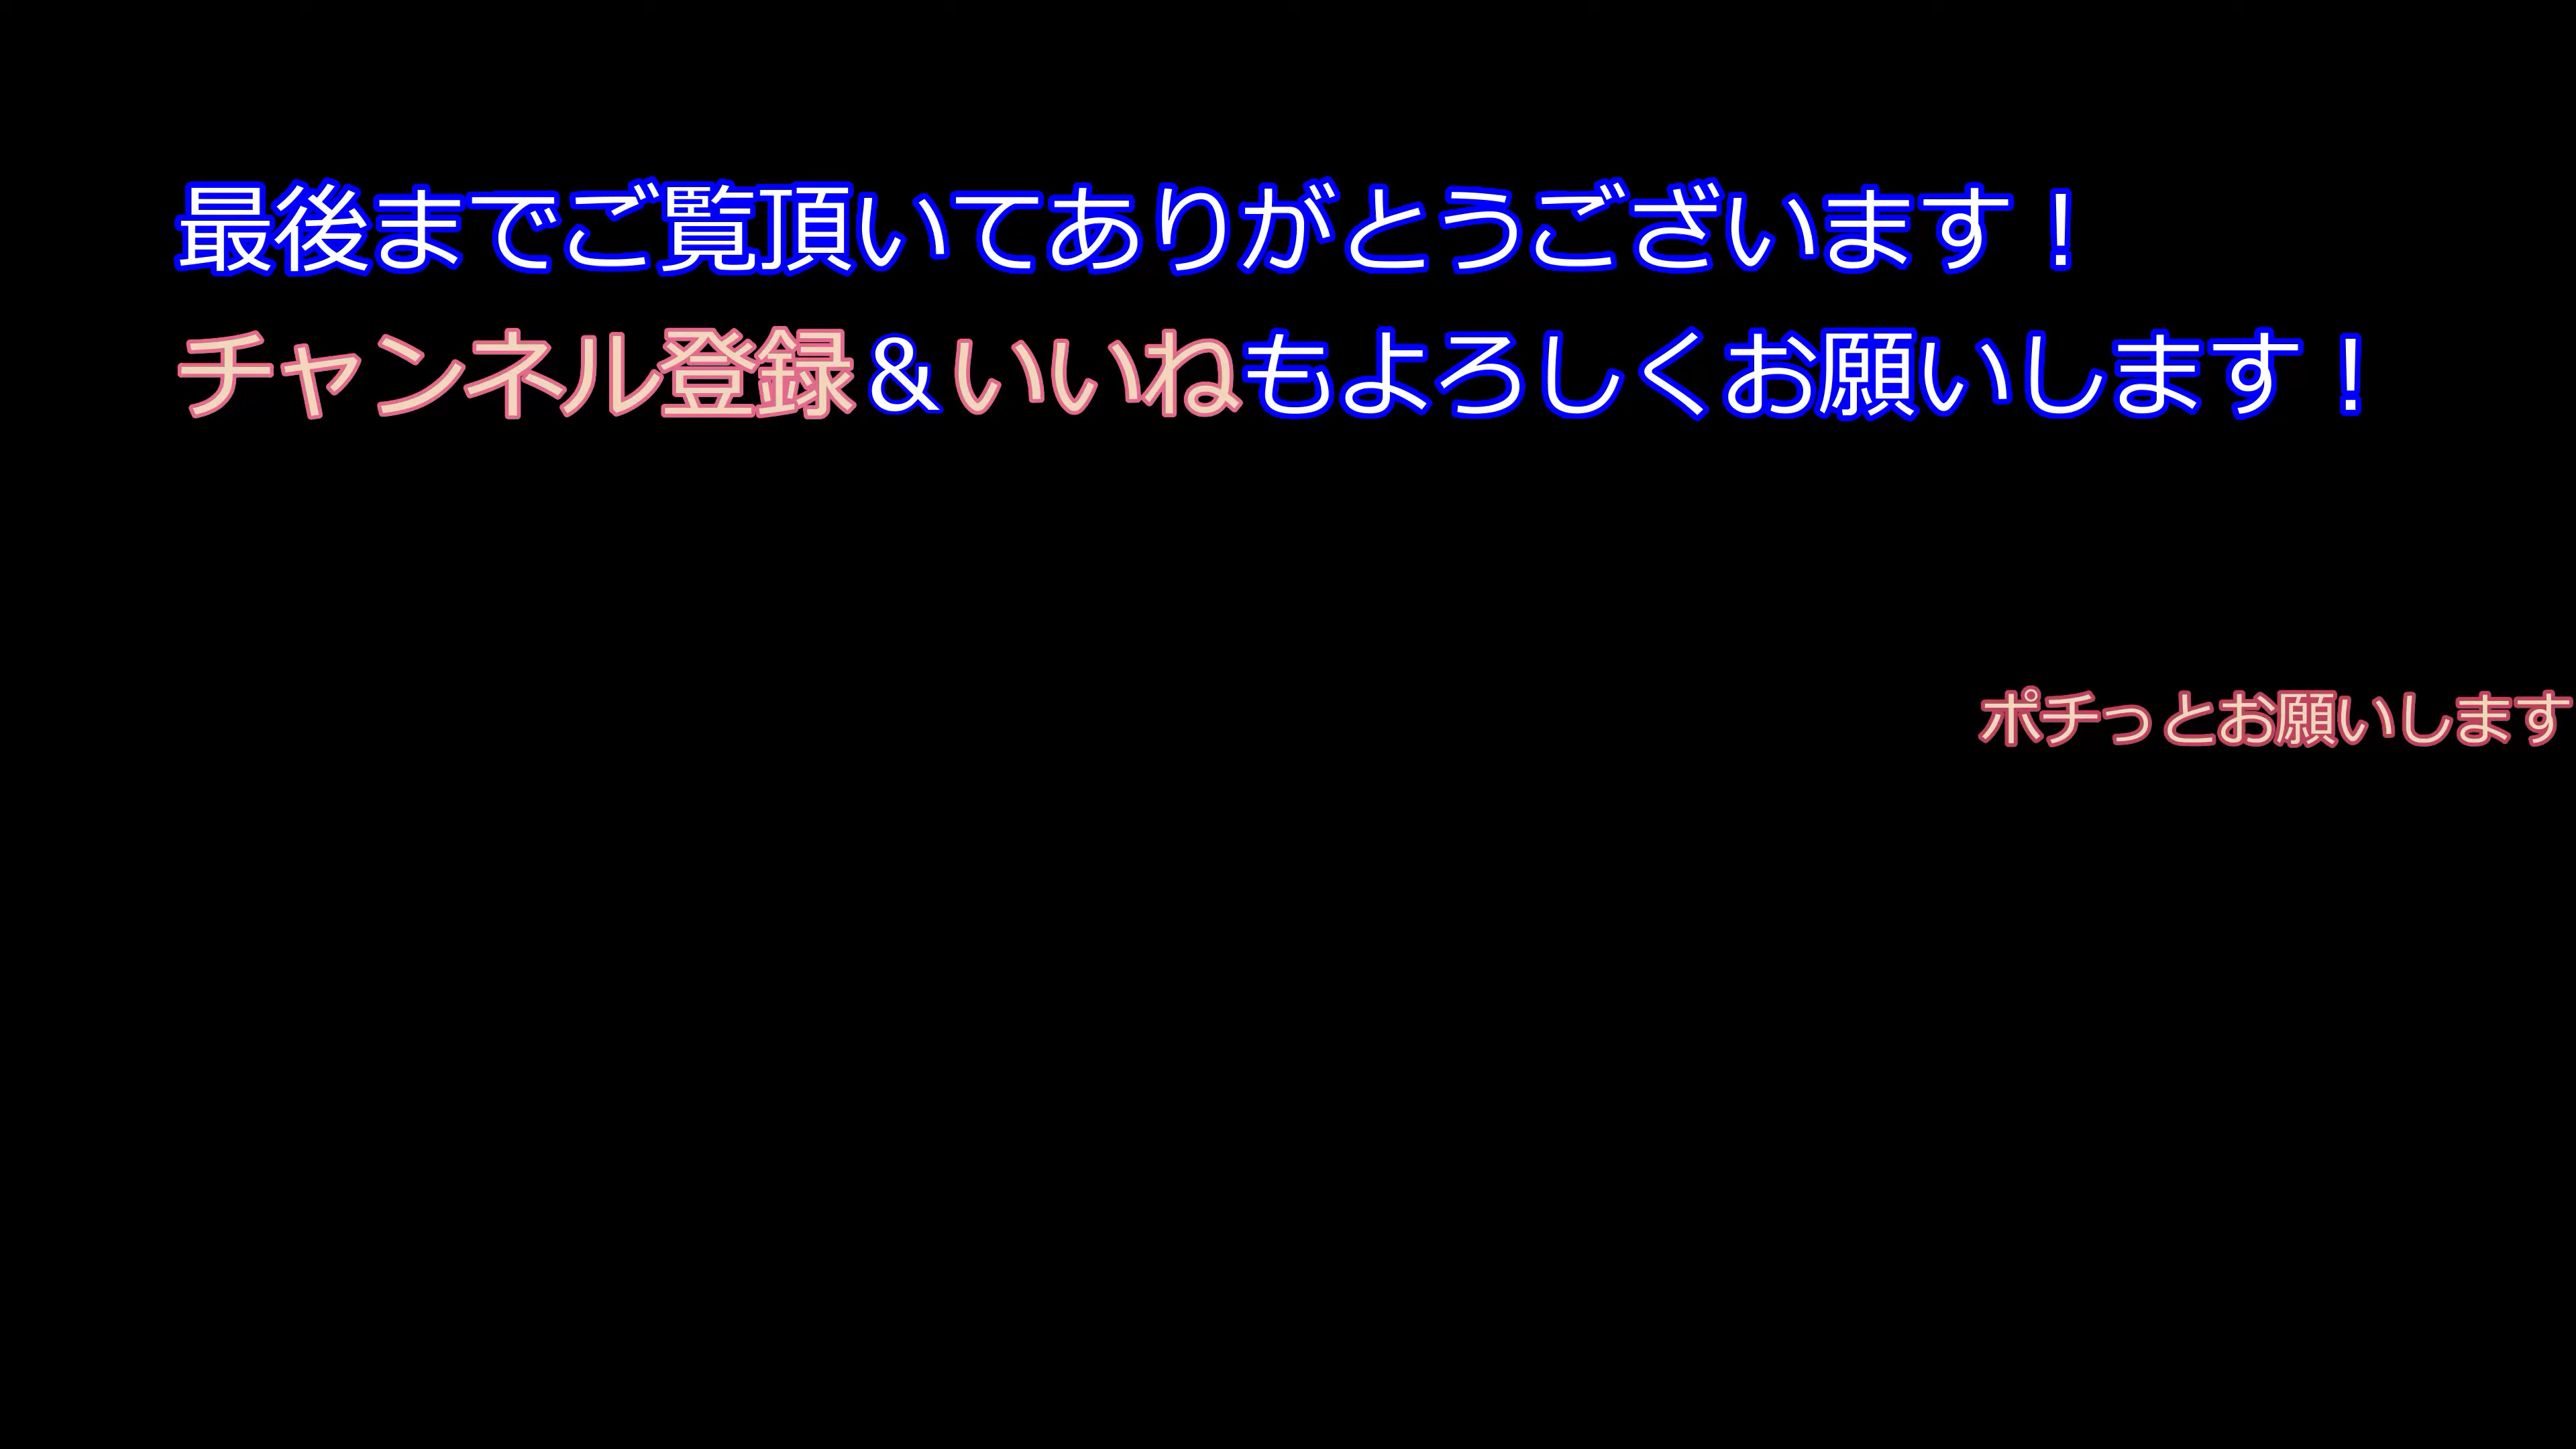 最後までご覧頂いてありがとうございます！
チャンネル登録＆いいねもよろしくお願いします！
ポチっとお願いします